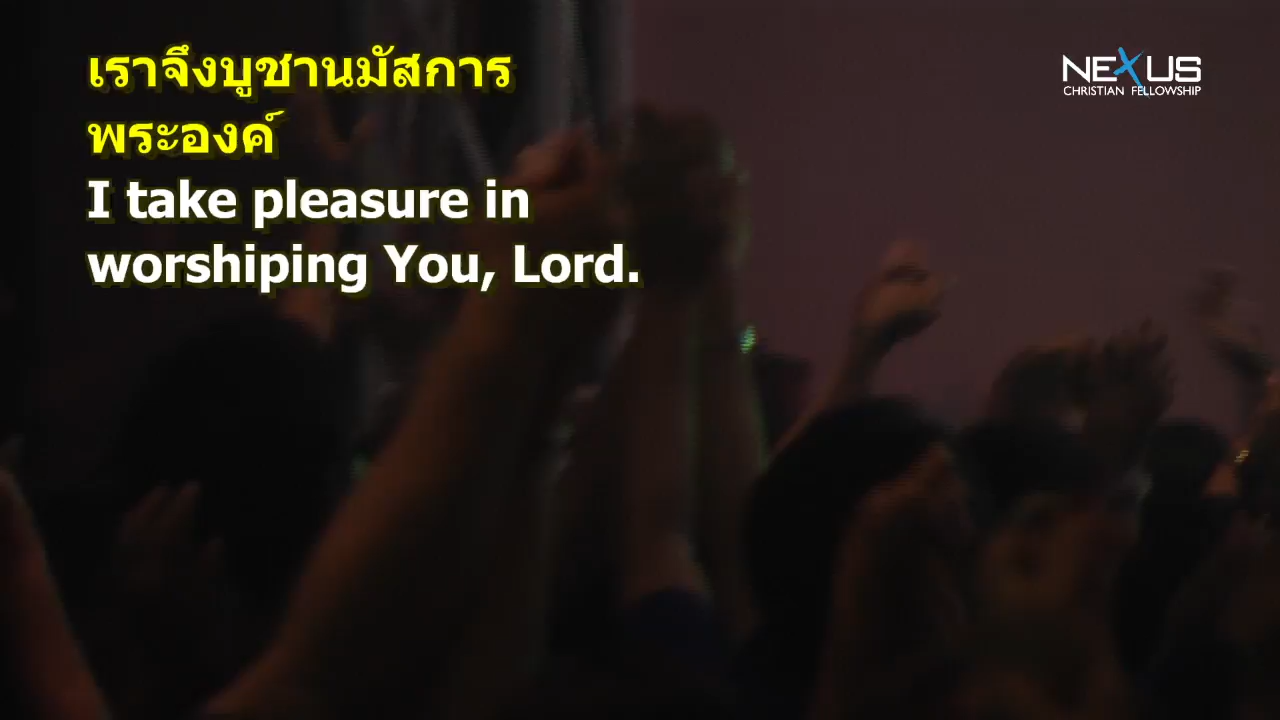 เราจึงบูชานมัสการ
พระองค์
I take pleasure in
worshiping You, Lord.
NEXUS
CHRISTIAN FELLOWSHIP